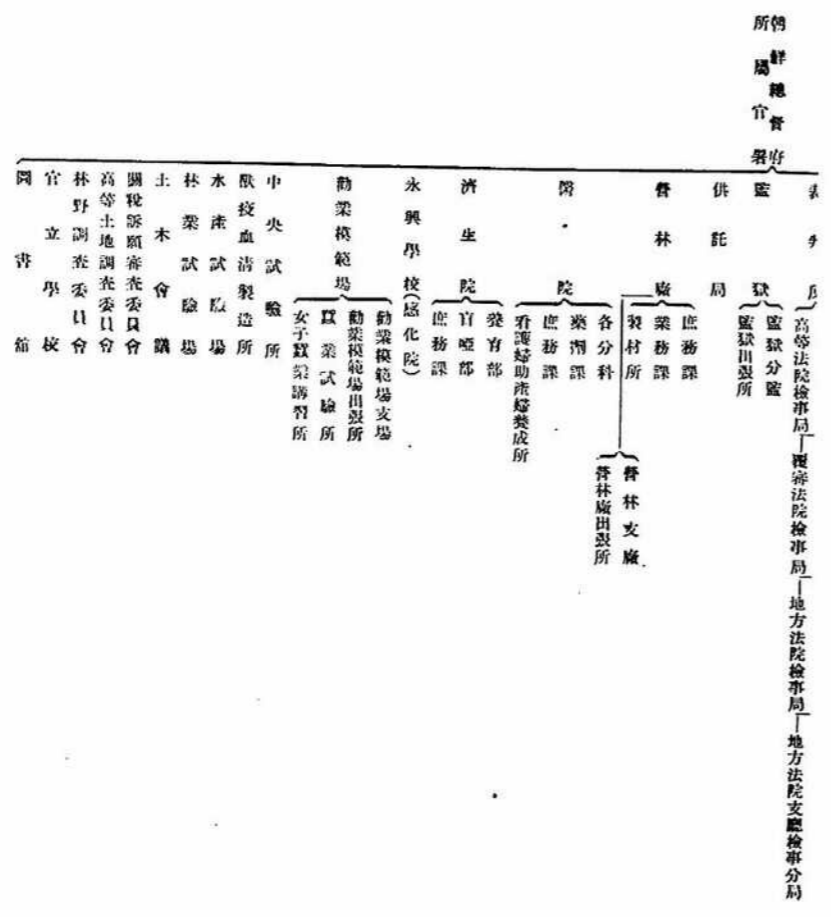 朝鮮總督府
所屬官署
高等法院檢事局
覆審法院檢事局
地方法院檢事局
地方法院支廳檢事分局
監獄
監獄分監
監獄出張所
供託局
營林廠
庶務課
業務課
製材所
營林支廠
營林廠出張所
醫院
各分科
藥劑課
庶務課
看護婦助產婦養成所
濟生院
養育部
盲啞部
庶務課
永興學校(感化院)
勸業模範場
勸業模範場支場
勸業模範場出張所
蠶業試驗所
女子蠶業講習所
中央試驗所
獸疫血清製造所
水產試驗場
林業試驗場
土木會議
關稅訴願審査委員會
高等土地調査委員會
林野調査委員會
官立學校
圖書館